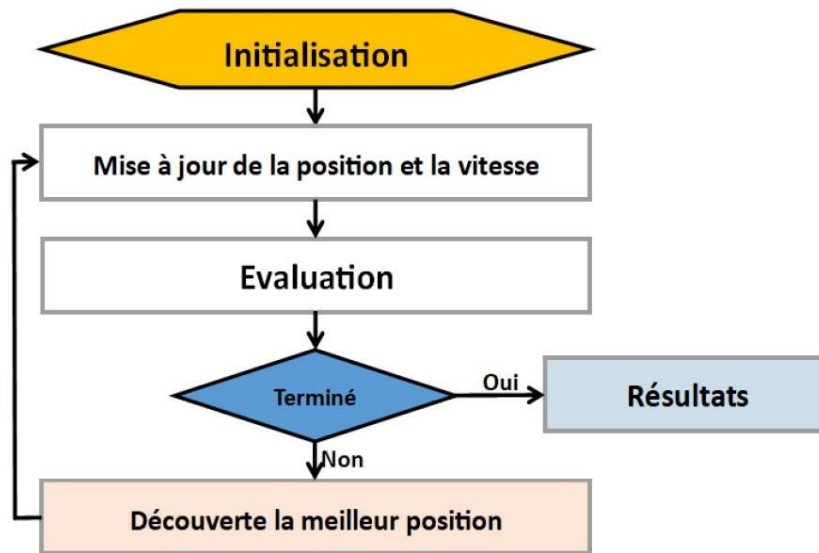 Initialisation
Mise à jour de la position et la vitesse
Evaluation
Terminé
Oui
Résultats
Non
Découverte la meilleur position